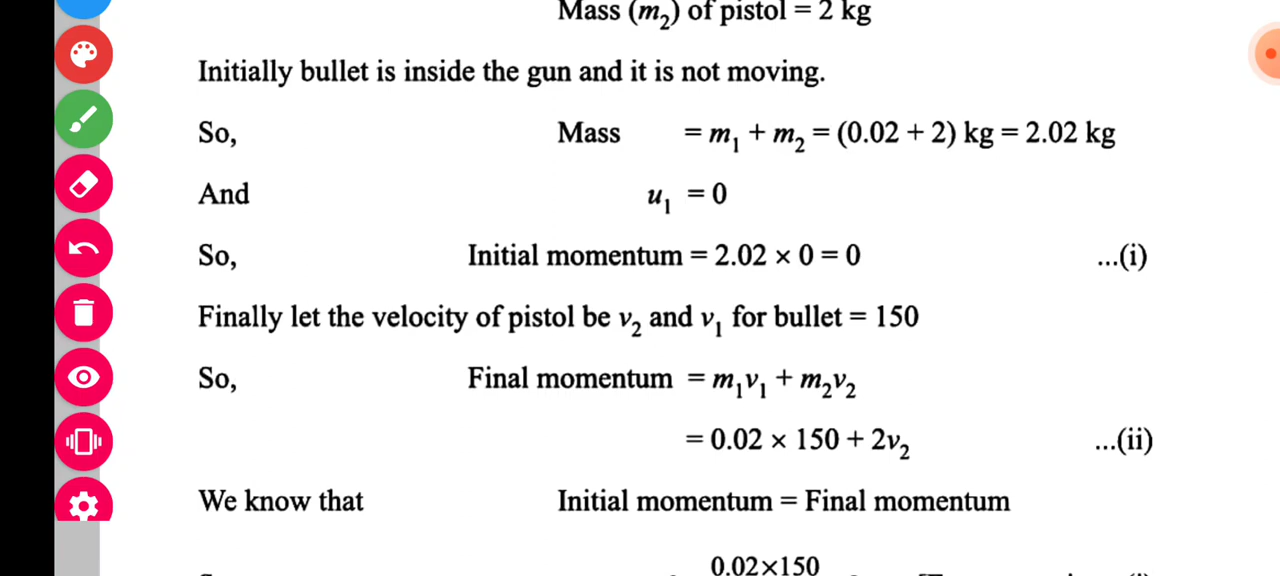 Mass (m₂) of pistol = 2 kg
Initially bullet is inside the gun and it is not moving.
So, Mass = m₁ + m₂ = (0.02 + 2) kg = 2.02 kg
And u₁ = 0
So, Initial momentum = 2.02 × 0 = 0 ...(i)
Finally let the velocity of pistol be v₂ and v₁ for bullet = 150
So, Final momentum = m₁v₁ + m₂v₂
= 0.02 × 150 + 2v₂ ...(ii)
We know that Initial momentum = Final momentum
0.02×150